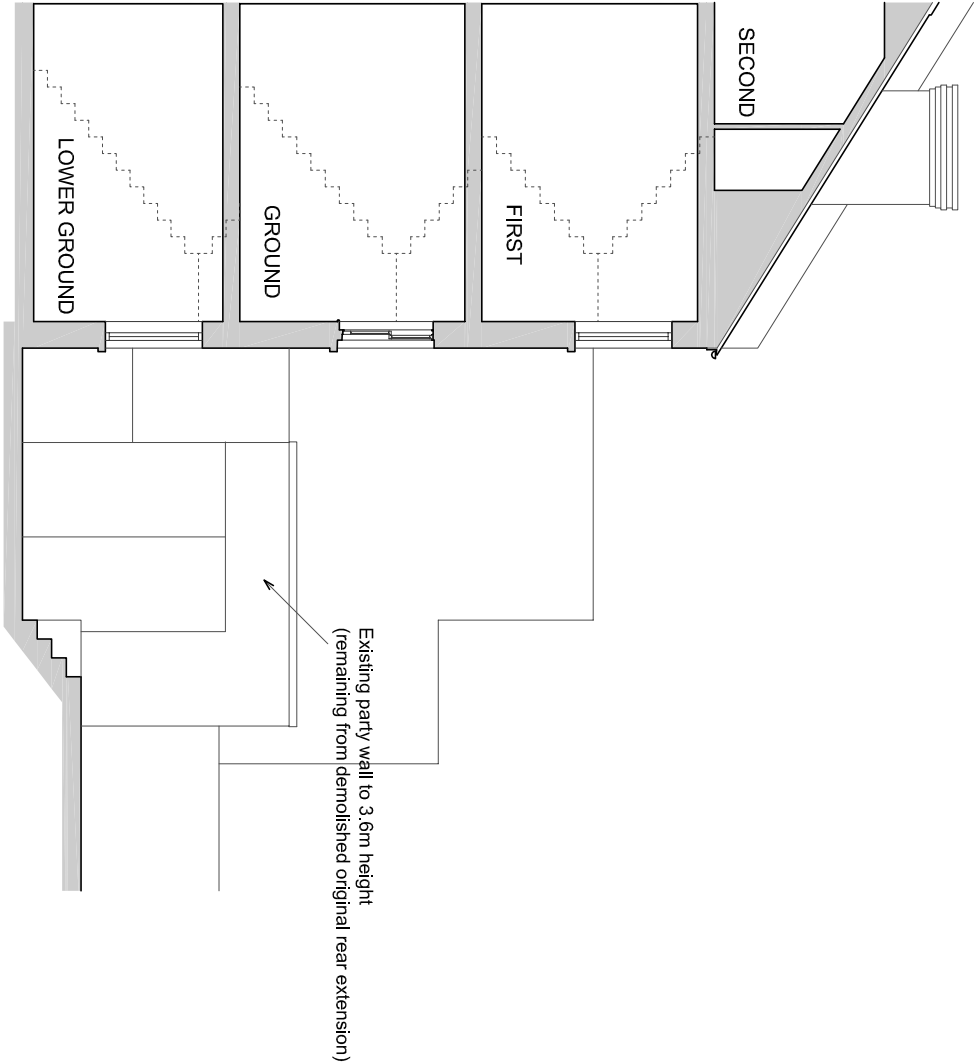 SECOND
FIRST
GROUND
LOWER GROUND
Existing party wall to 3.6m height
(remaining from demolished original rear extension)